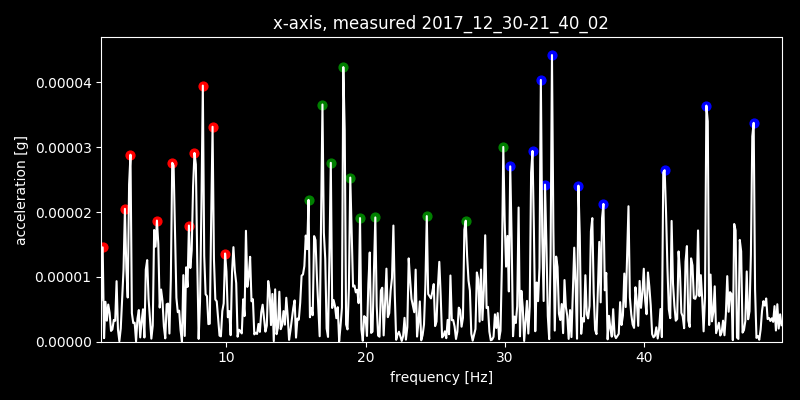 x-axis, measured 2017_12_30-21_40_02
acceleration [g]
0.00004
0.00003
0.00002
0.00001
0.00000
10 20 30 40
frequency [Hz]